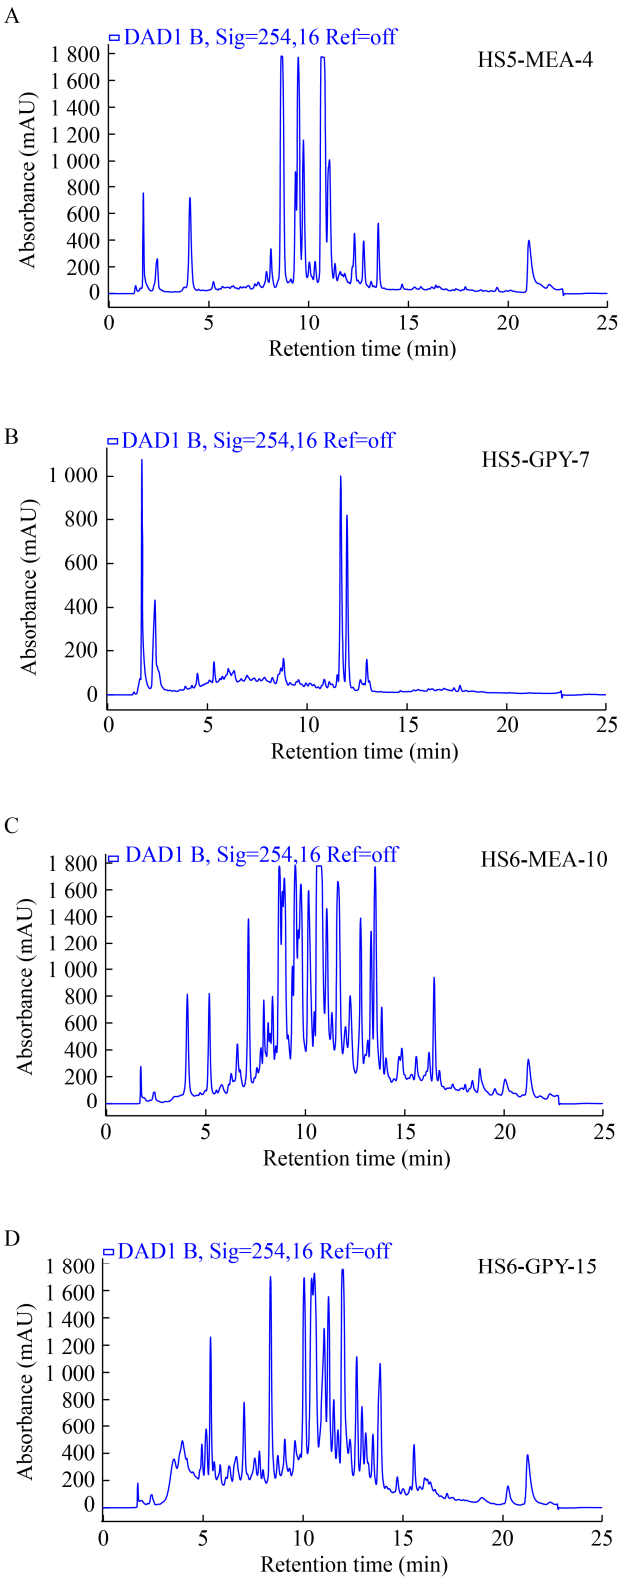 A
DAD1 B, Sig=254,16 Ref=off
HS5-MEA-4
Absorbance (mAU)
1 800
1 600
1 400
1 200
1 000
800
600
400
200
0
0 5 10 15 20 25
Retention time (min)
B
DAD1 B, Sig=254,16 Ref=off
HS5-GPY-7
Absorbance (mAU)
1 000
800
600
400
200
0
0 5 10 15 20 25
Retention time (min)
C
DAD1 B, Sig=254,16 Ref=off
HS6-MEA-10
Absorbance (mAU)
1 800
1 600
1 400
1 200
1 000
800
600
400
200
0
0 5 10 15 20 25
Retention time (min)
D
DAD1 B, Sig=254,16 Ref=off
HS6-GPY-15
Absorbance (mAU)
1 800
1 600
1 400
1 200
1 000
800
600
400
200
0
0 5 10 15 20 25
Retention time (min)